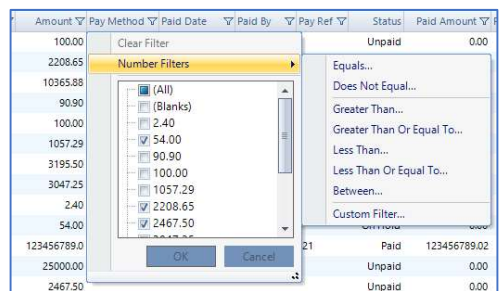 Amount Pay Method Paid Date Paid By Pay Ref Status Paid Amount
100.00 Clear Filter Unpaid 0.00
2208.65 Number Filters Equals...
10365.88 (All) Does Not Equal...
90.90 (Blanks) Greater Than...
100.00 2.40 Greater Than Or Equal To...
1057.29 54.00 Less Than...
3195.50 90.90 Less Than Or Equal To...
3047.25 100.00 Between...
2.40 1057.29 Custom Filter...
54.00 2208.65
2467.50
123456789.0 21 Paid 123456789.02
25000.00 OK Cancel Unpaid 0.00
2467.50 Unpaid 0.00